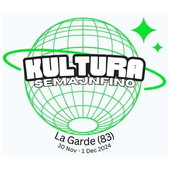 KULTURA
SEMAJNFINO
La Garde (83)
30 Nov - 1 Dec 2024